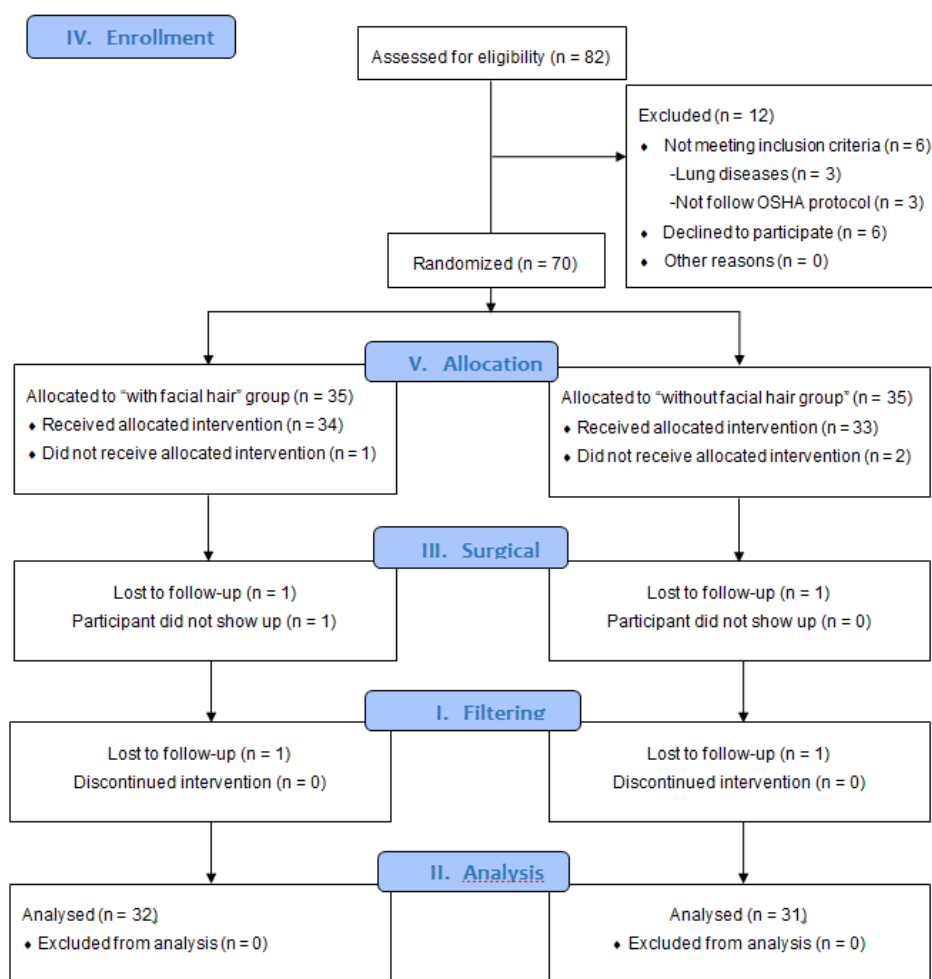 IV. Enrollment
Assessed for eligibility (n = 82)
Excluded (n = 12)
♦ Not meeting inclusion criteria (n = 6)
-Lung diseases (n = 3)
-Not follow OSHA protocol (n = 3)
♦ Declined to participate (n = 6)
♦ Other reasons (n = 0)
Randomized (n = 70)
V. Allocation
Allocated to “with facial hair” group (n = 35)
♦ Received allocated intervention (n = 34)
♦ Did not receive allocated intervention (n = 1)
Allocated to “without facial hair group” (n = 35)
♦ Received allocated intervention (n = 33)
♦ Did not receive allocated intervention (n = 2)
III. Surgical
Lost to follow-up (n = 1)
Participant did not show up (n = 1)
Lost to follow-up (n = 1)
Participant did not show up (n = 0)
I. Filtering
Lost to follow-up (n = 1)
Discontinued intervention (n = 0)
Lost to follow-up (n = 1)
Discontinued intervention (n = 0)
II. Analysis
Analysed (n = 32)
♦ Excluded from analysis (n = 0)
Analysed (n = 31)
♦ Excluded from analysis (n = 0)